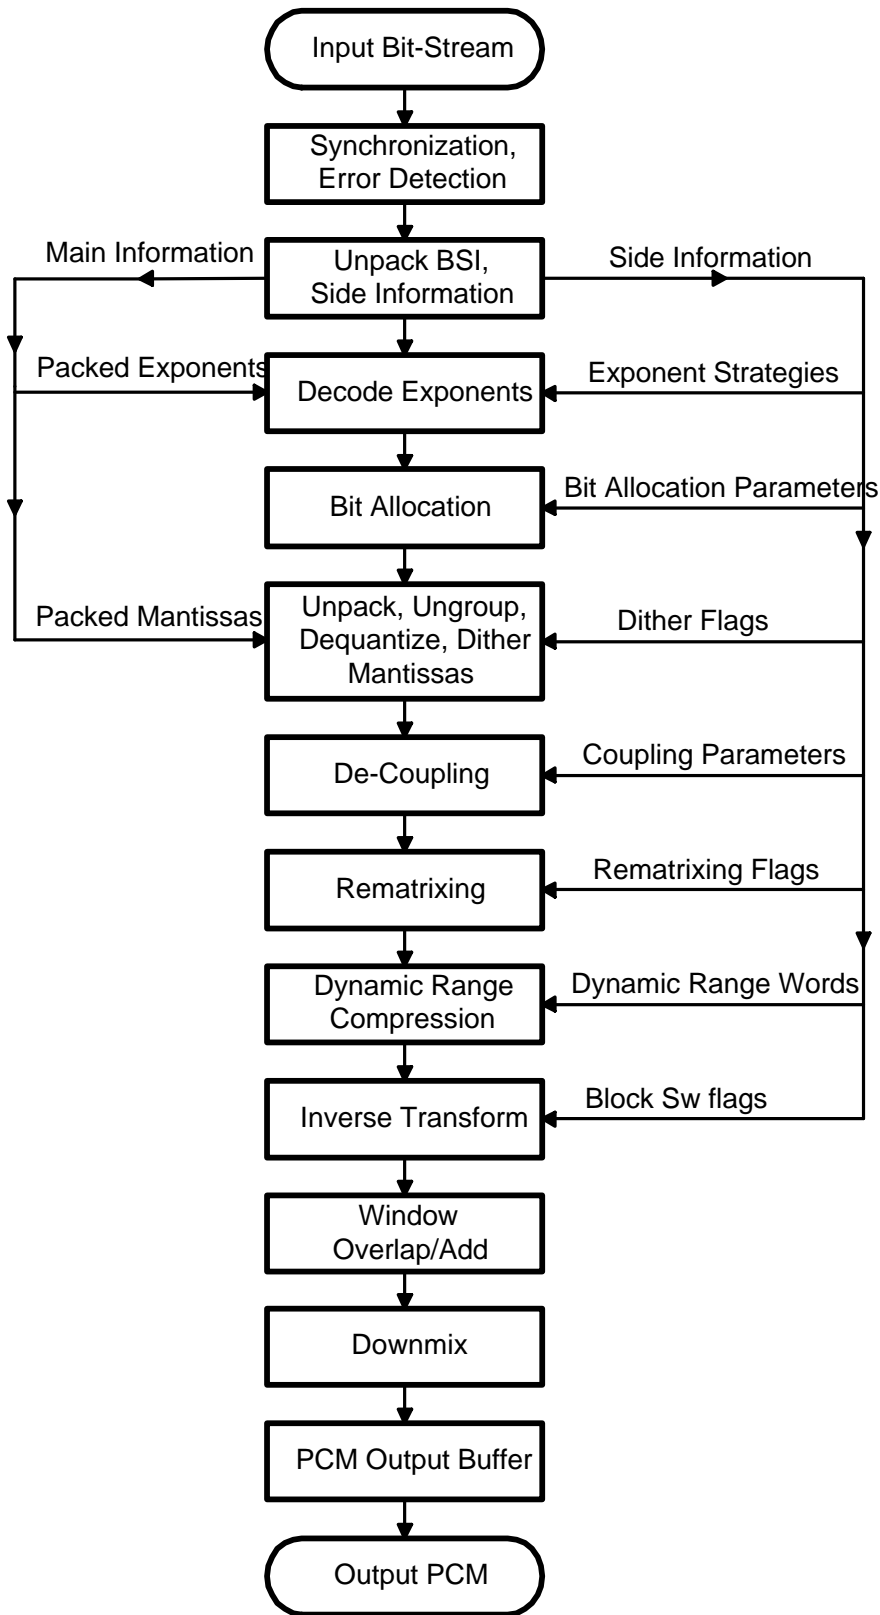 Input Bit-Stream
Synchronization,
Error Detection
Main Information
Unpack BSI,
Side Information
Side Information
Packed Exponents
Decode Exponents
Exponent Strategies
Bit Allocation
Bit Allocation Parameters
Packed Mantissas
Unpack, Ungroup,
Dequantize, Dither
Mantissas
Dither Flags
De-Coupling
Coupling Parameters
Rematrixing
Rematrixing Flags
Dynamic Range
Compression
Dynamic Range Words
Inverse Transform
Block Sw flags
Window
Overlap/Add
Downmix
PCM Output Buffer
Output PCM